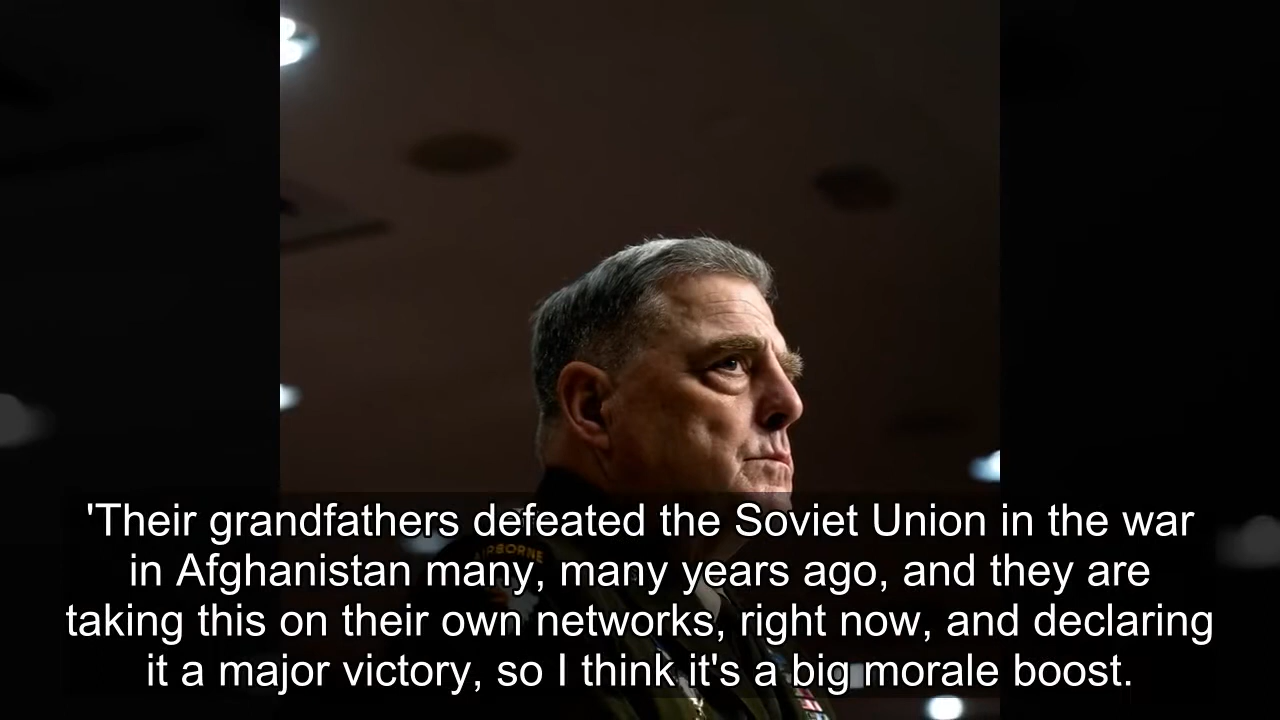 AIRBORNE
'Their grandfathers defeated the Soviet Union in the war
in Afghanistan many, many years ago, and they are
taking this on their own networks, right now, and declaring
it a major victory, so I think it's a big morale boost.